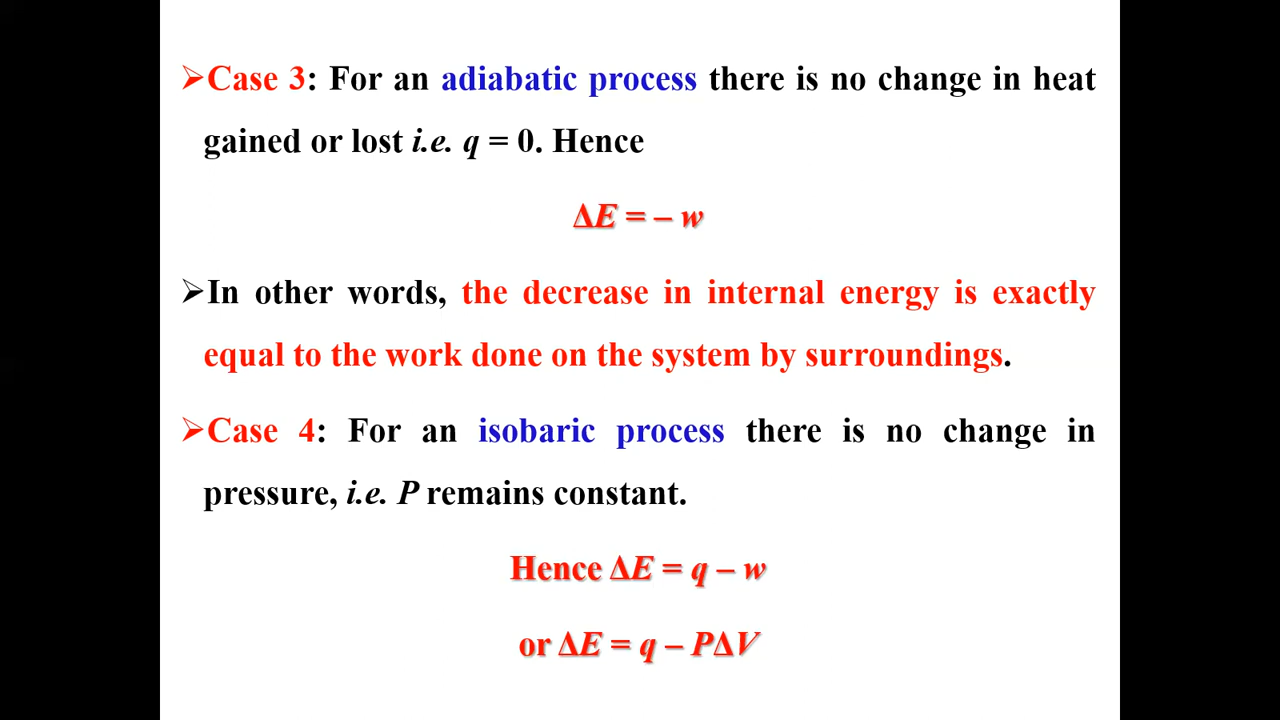 ➢Case 3: For an adiabatic process there is no change in heat
gained or lost i.e. q = 0. Hence
ΔE = – w
➢In other words, the decrease in internal energy is exactly
equal to the work done on the system by surroundings.
➢Case 4: For an isobaric process there is no change in
pressure, i.e. P remains constant.
Hence ΔE = q – w
or ΔE = q – PΔV